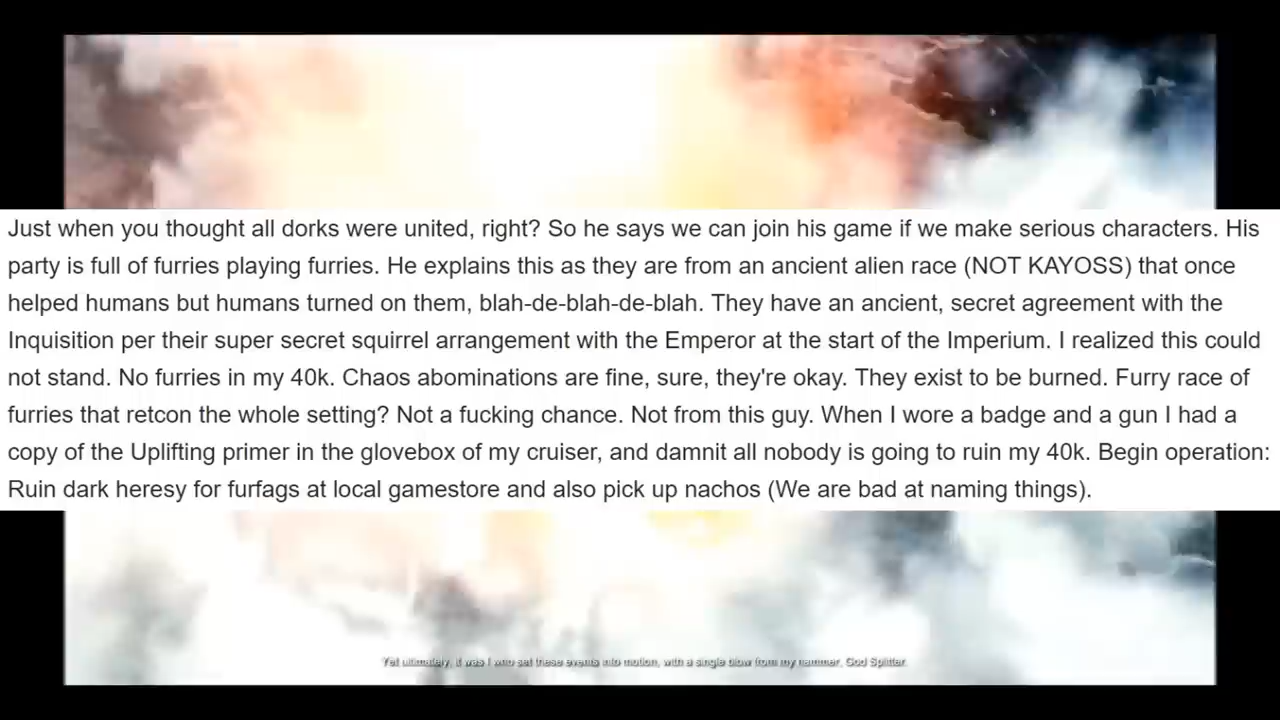 Just when you thought all dorks were united, right? So he says we can join his game if we make serious characters. His
party is full of furries playing furries. He explains this as they are from an ancient alien race (NOT KAYOSS) that once
helped humans but humans turned on them, blah-de-blah-de-blah. They have an ancient, secret agreement with the
Inquisition per their super secret squirrel arrangement with the Emperor at the start of the Imperium. I realized this could
not stand. No furries in my 40k. Chaos abominations are fine, sure, they're okay. They exist to be burned. Furry race of
furries that retcon the whole setting? Not a fucking chance. Not from this guy. When I wore a badge and a gun I had a
copy of the Uplifting primer in the glovebox of my cruiser, and damnit all nobody is going to ruin my 40k. Begin operation:
Ruin dark heresy for furfags at local gamestore and also pick up nachos (We are bad at naming things).
Yet ultimately, it was I who set these events into motion, with a single blow from my hammer, God Splitter.